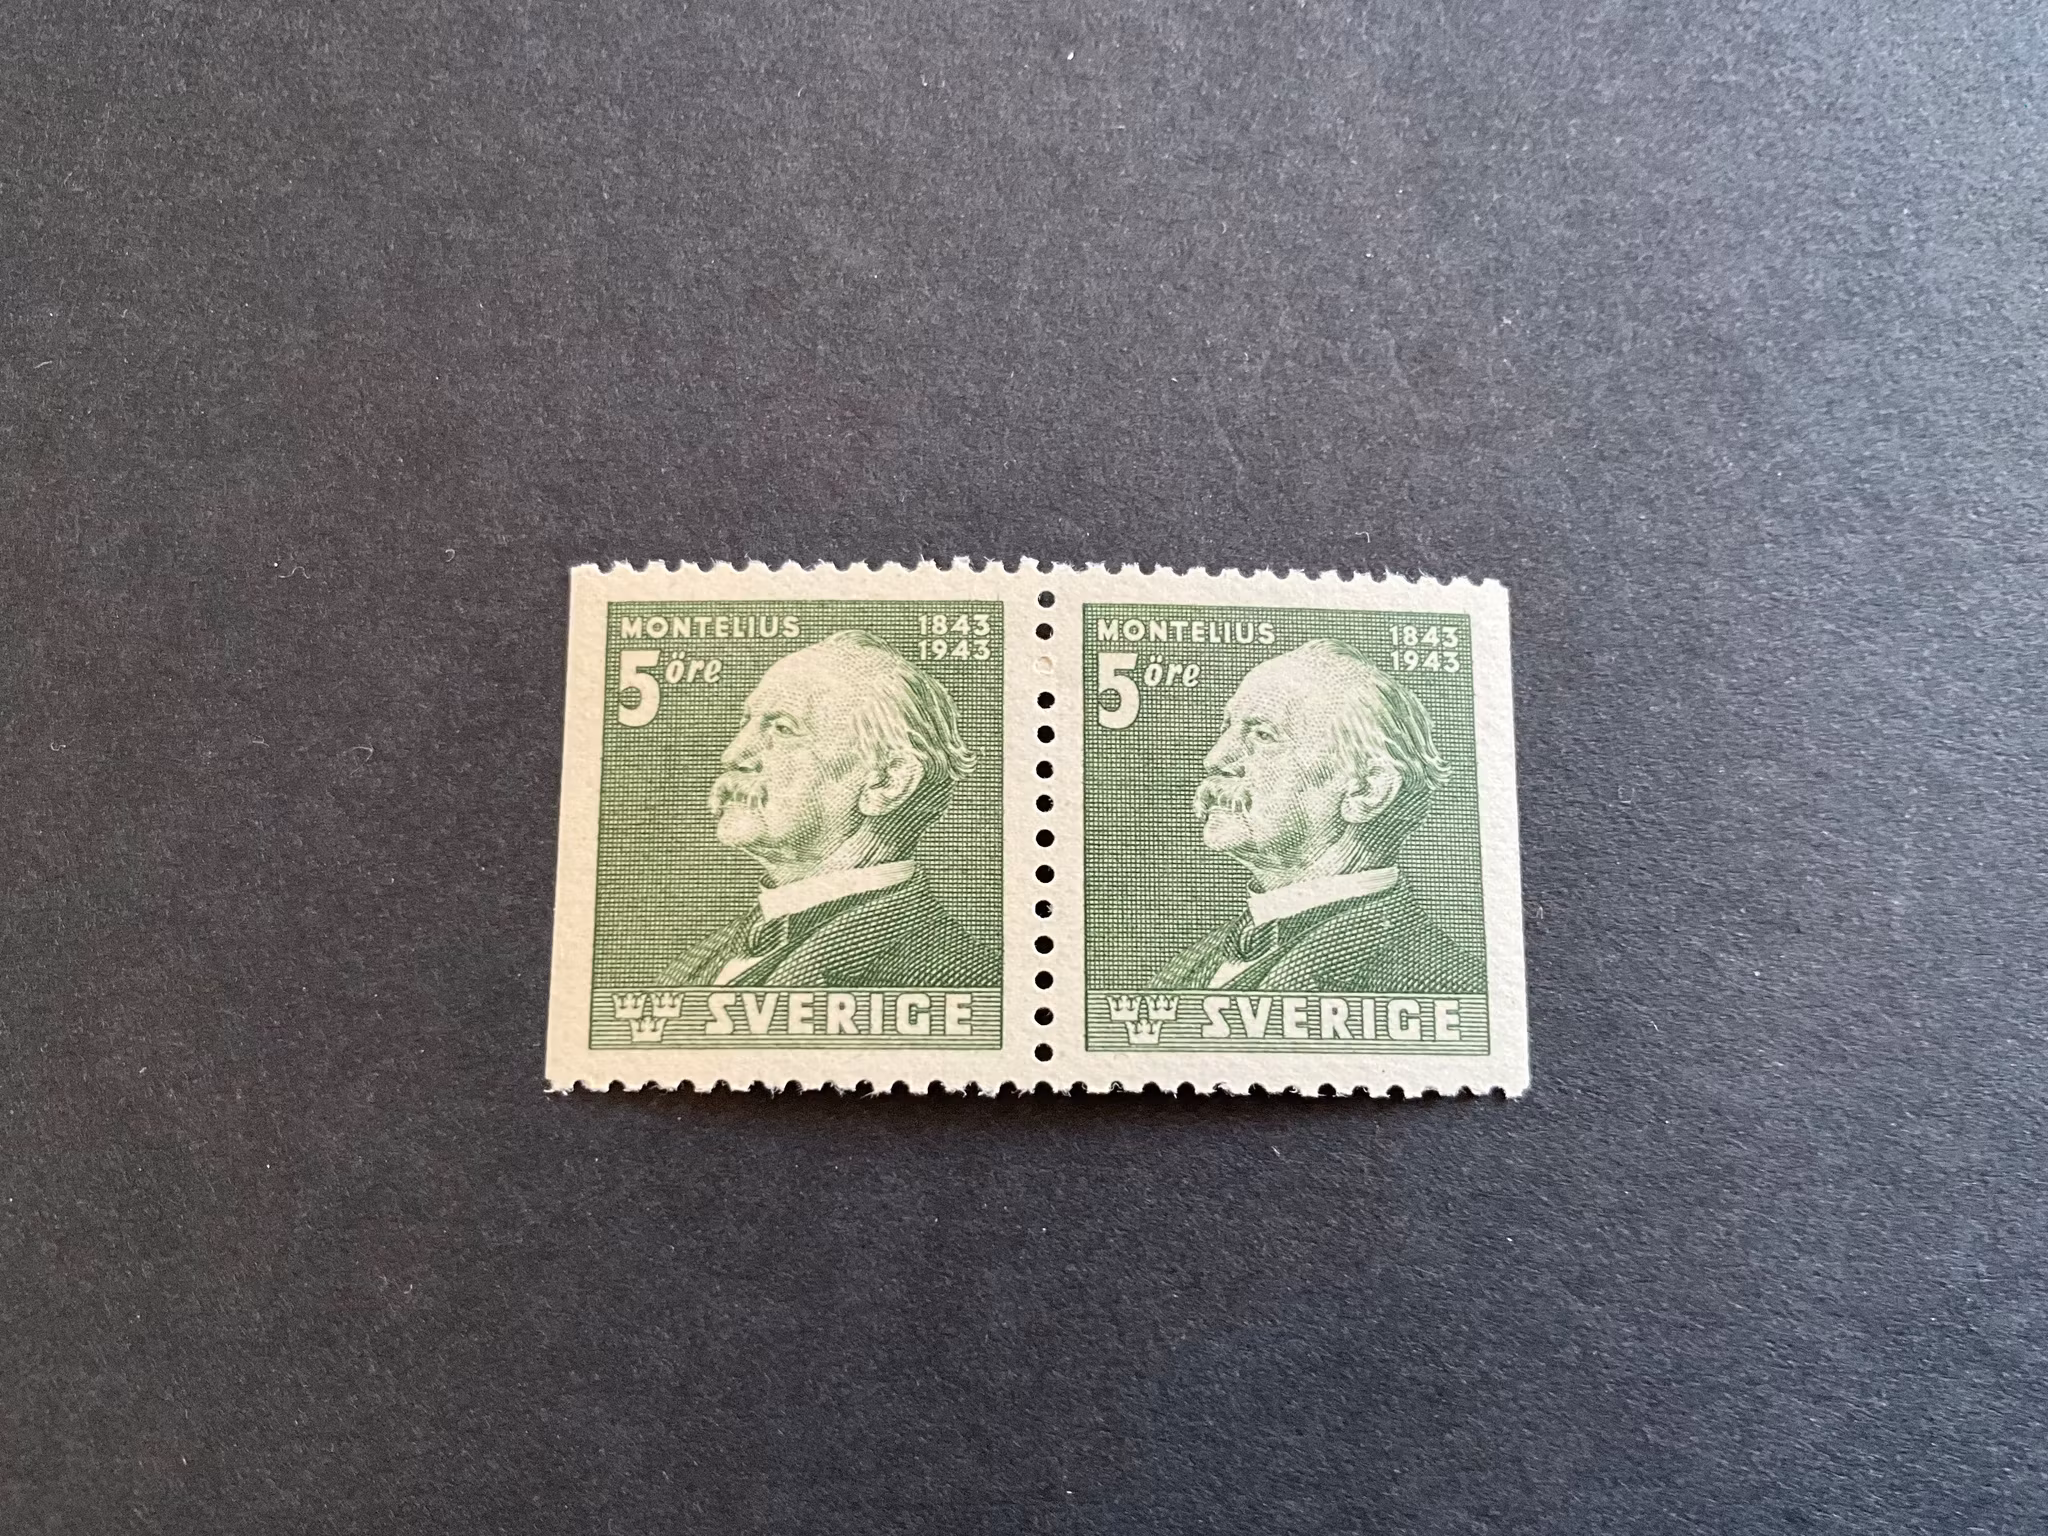 MONTELIUS 1843
5 öre 1943
SVERIGE
MONTELIUS 1843
5 öre 1943
SVERIGE